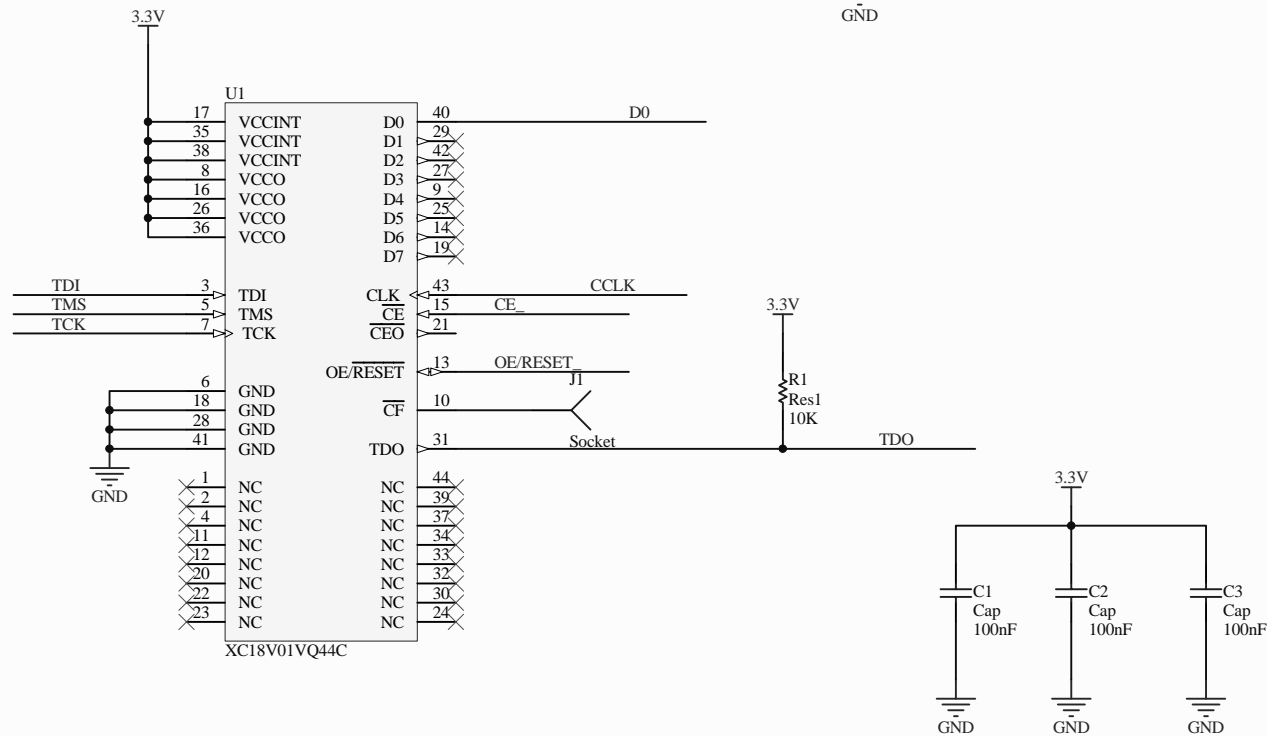 3.3V
GND
U1
17 VCCINT D0 40 D0
35 VCCINT D1 29
38 VCCINT D2 42
8 VCCO D3 27
16 VCCO D4 9
26 VCCO D5 25
36 VCCO D6 14
D7 19
TDI 3 TDI CLK 43 CCLK
TMS 5 TMS CE 15 CE_
TCK 7 TCK CEO 21
OE/RESET 13 OE/RESET_
6 GND
18 GND CF 10 J1
28 GND
41 GND TDO 31 Socket TDO
GND
3.3V
R1
Res1
10K
1 NC NC 44
2 NC NC 39
4 NC NC 37
11 NC NC 34
12 NC NC 33
20 NC NC 32
22 NC NC 30
23 NC NC 24
XC18V01VQ44C
3.3V
C1 C2 C3
Cap Cap Cap
100nF 100nF 100nF
GND GND GND